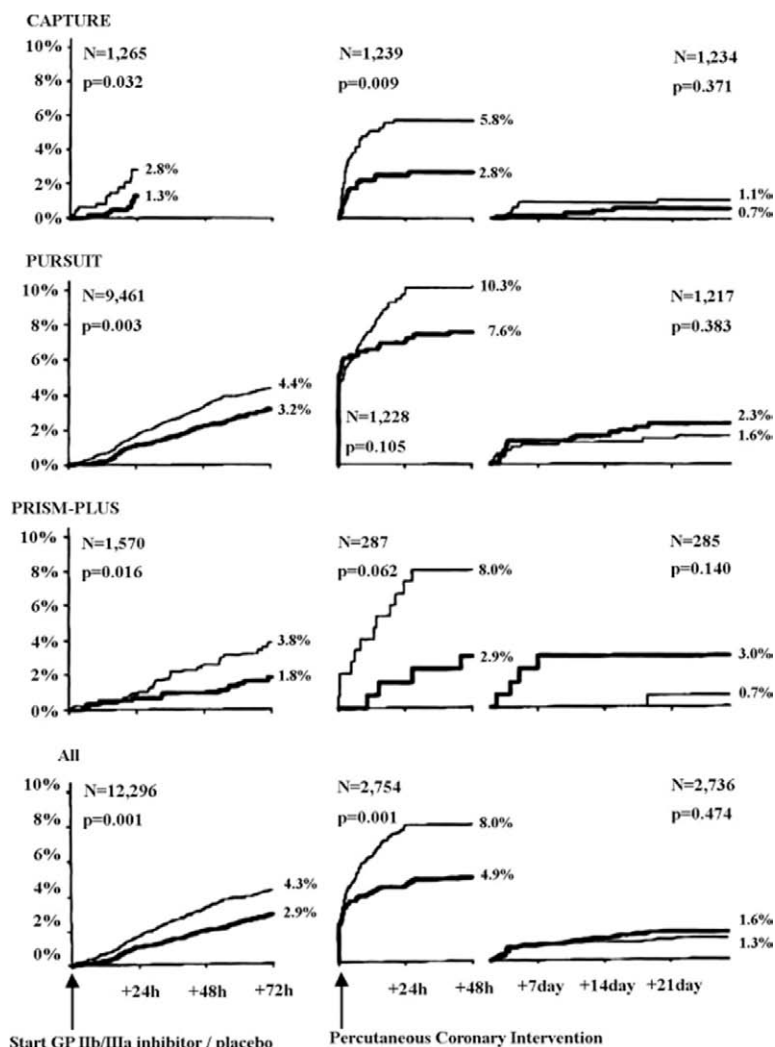 CAPTURE
10%
8%
6%
4%
2%
0%
N=1,265
p=0.032
2.8%
1.3%
N=1,239
p=0.009
5.8%
2.8%
N=1,234
p=0.371
1.1%
0.7%
PURSUIT
10%
8%
6%
4%
2%
0%
N=9,461
p=0.003
4.4%
3.2%
10.3%
7.6%
N=1,228
p=0.105
N=1,217
p=0.383
2.3%
1.6%
PRISM-PLUS
10%
8%
6%
4%
2%
0%
N=1,570
p=0.016
3.8%
1.8%
N=287
p=0.062
8.0%
2.9%
N=285
p=0.140
3.0%
0.7%
All
10%
8%
6%
4%
2%
0%
N=12,296
p=0.001
4.3%
2.9%
N=2,754
p=0.001
8.0%
4.9%
N=2,736
p=0.474
1.6%
1.3%
+24h +48h +72h
+24h +48h
+7day +14day +21day
Start GP IIb/IIIa inhibitor / placebo
Percutaneous Coronary Intervention